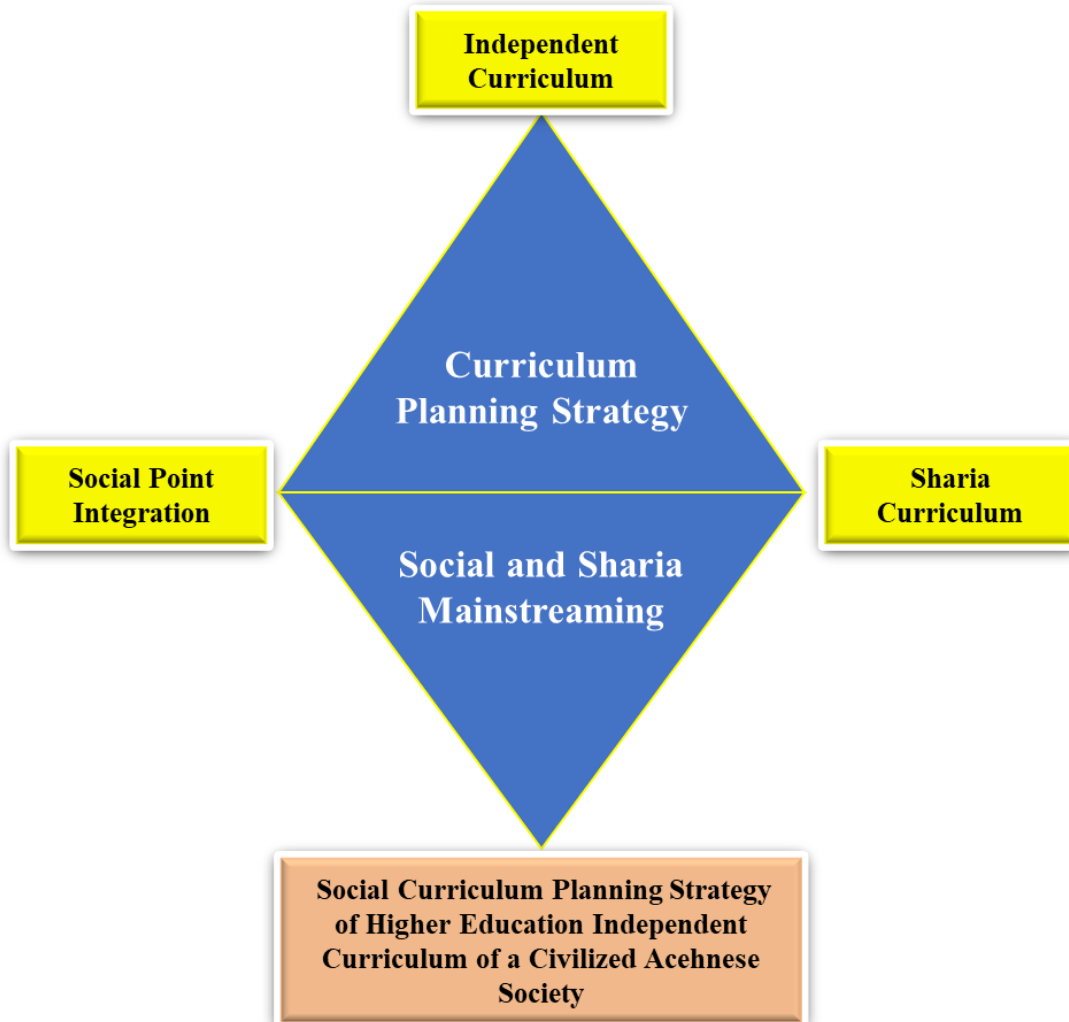 Independent
Curriculum
Curriculum
Planning Strategy
Social Point
Integration
Sharia
Curriculum
Social and Sharia
Mainstreaming
Social Curriculum Planning Strategy
of Higher Education Independent
Curriculum of a Civilized Acehnese
Society